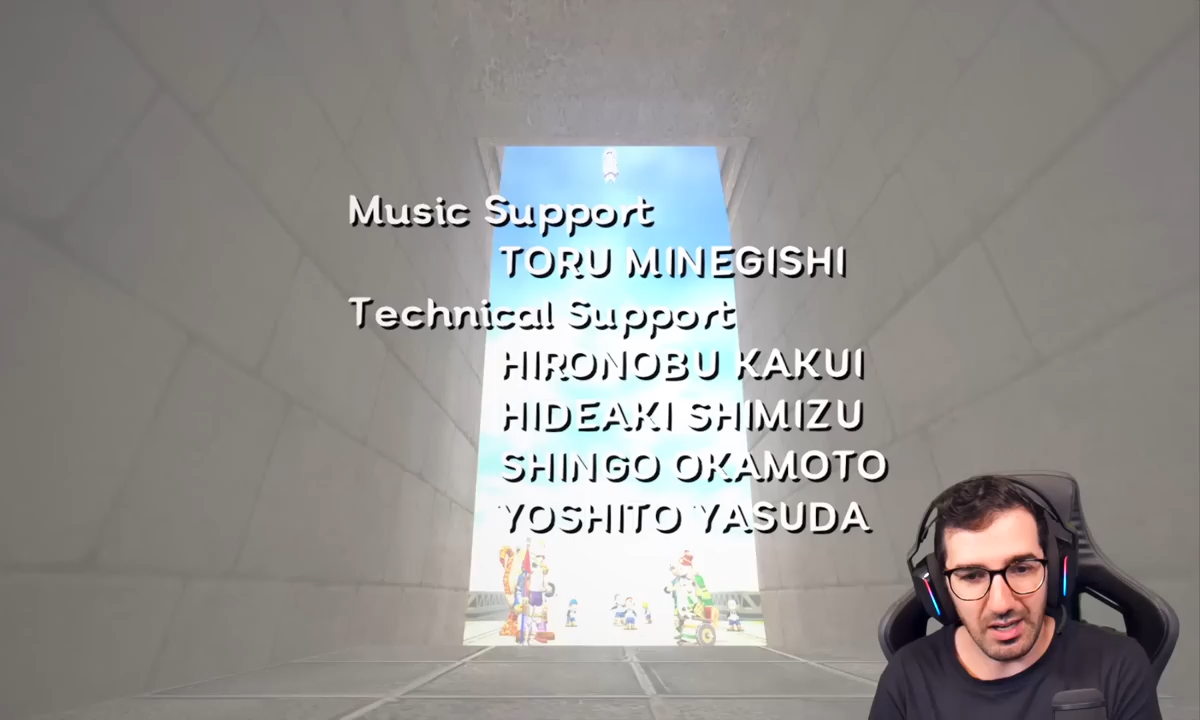 Music Support
TORU MINEGISHI
Technical Support
HIRONOBU KAKUI
HIDEAKI SHIMIZU
SHINGO OKAMOTO
YOSHITO YASUDA